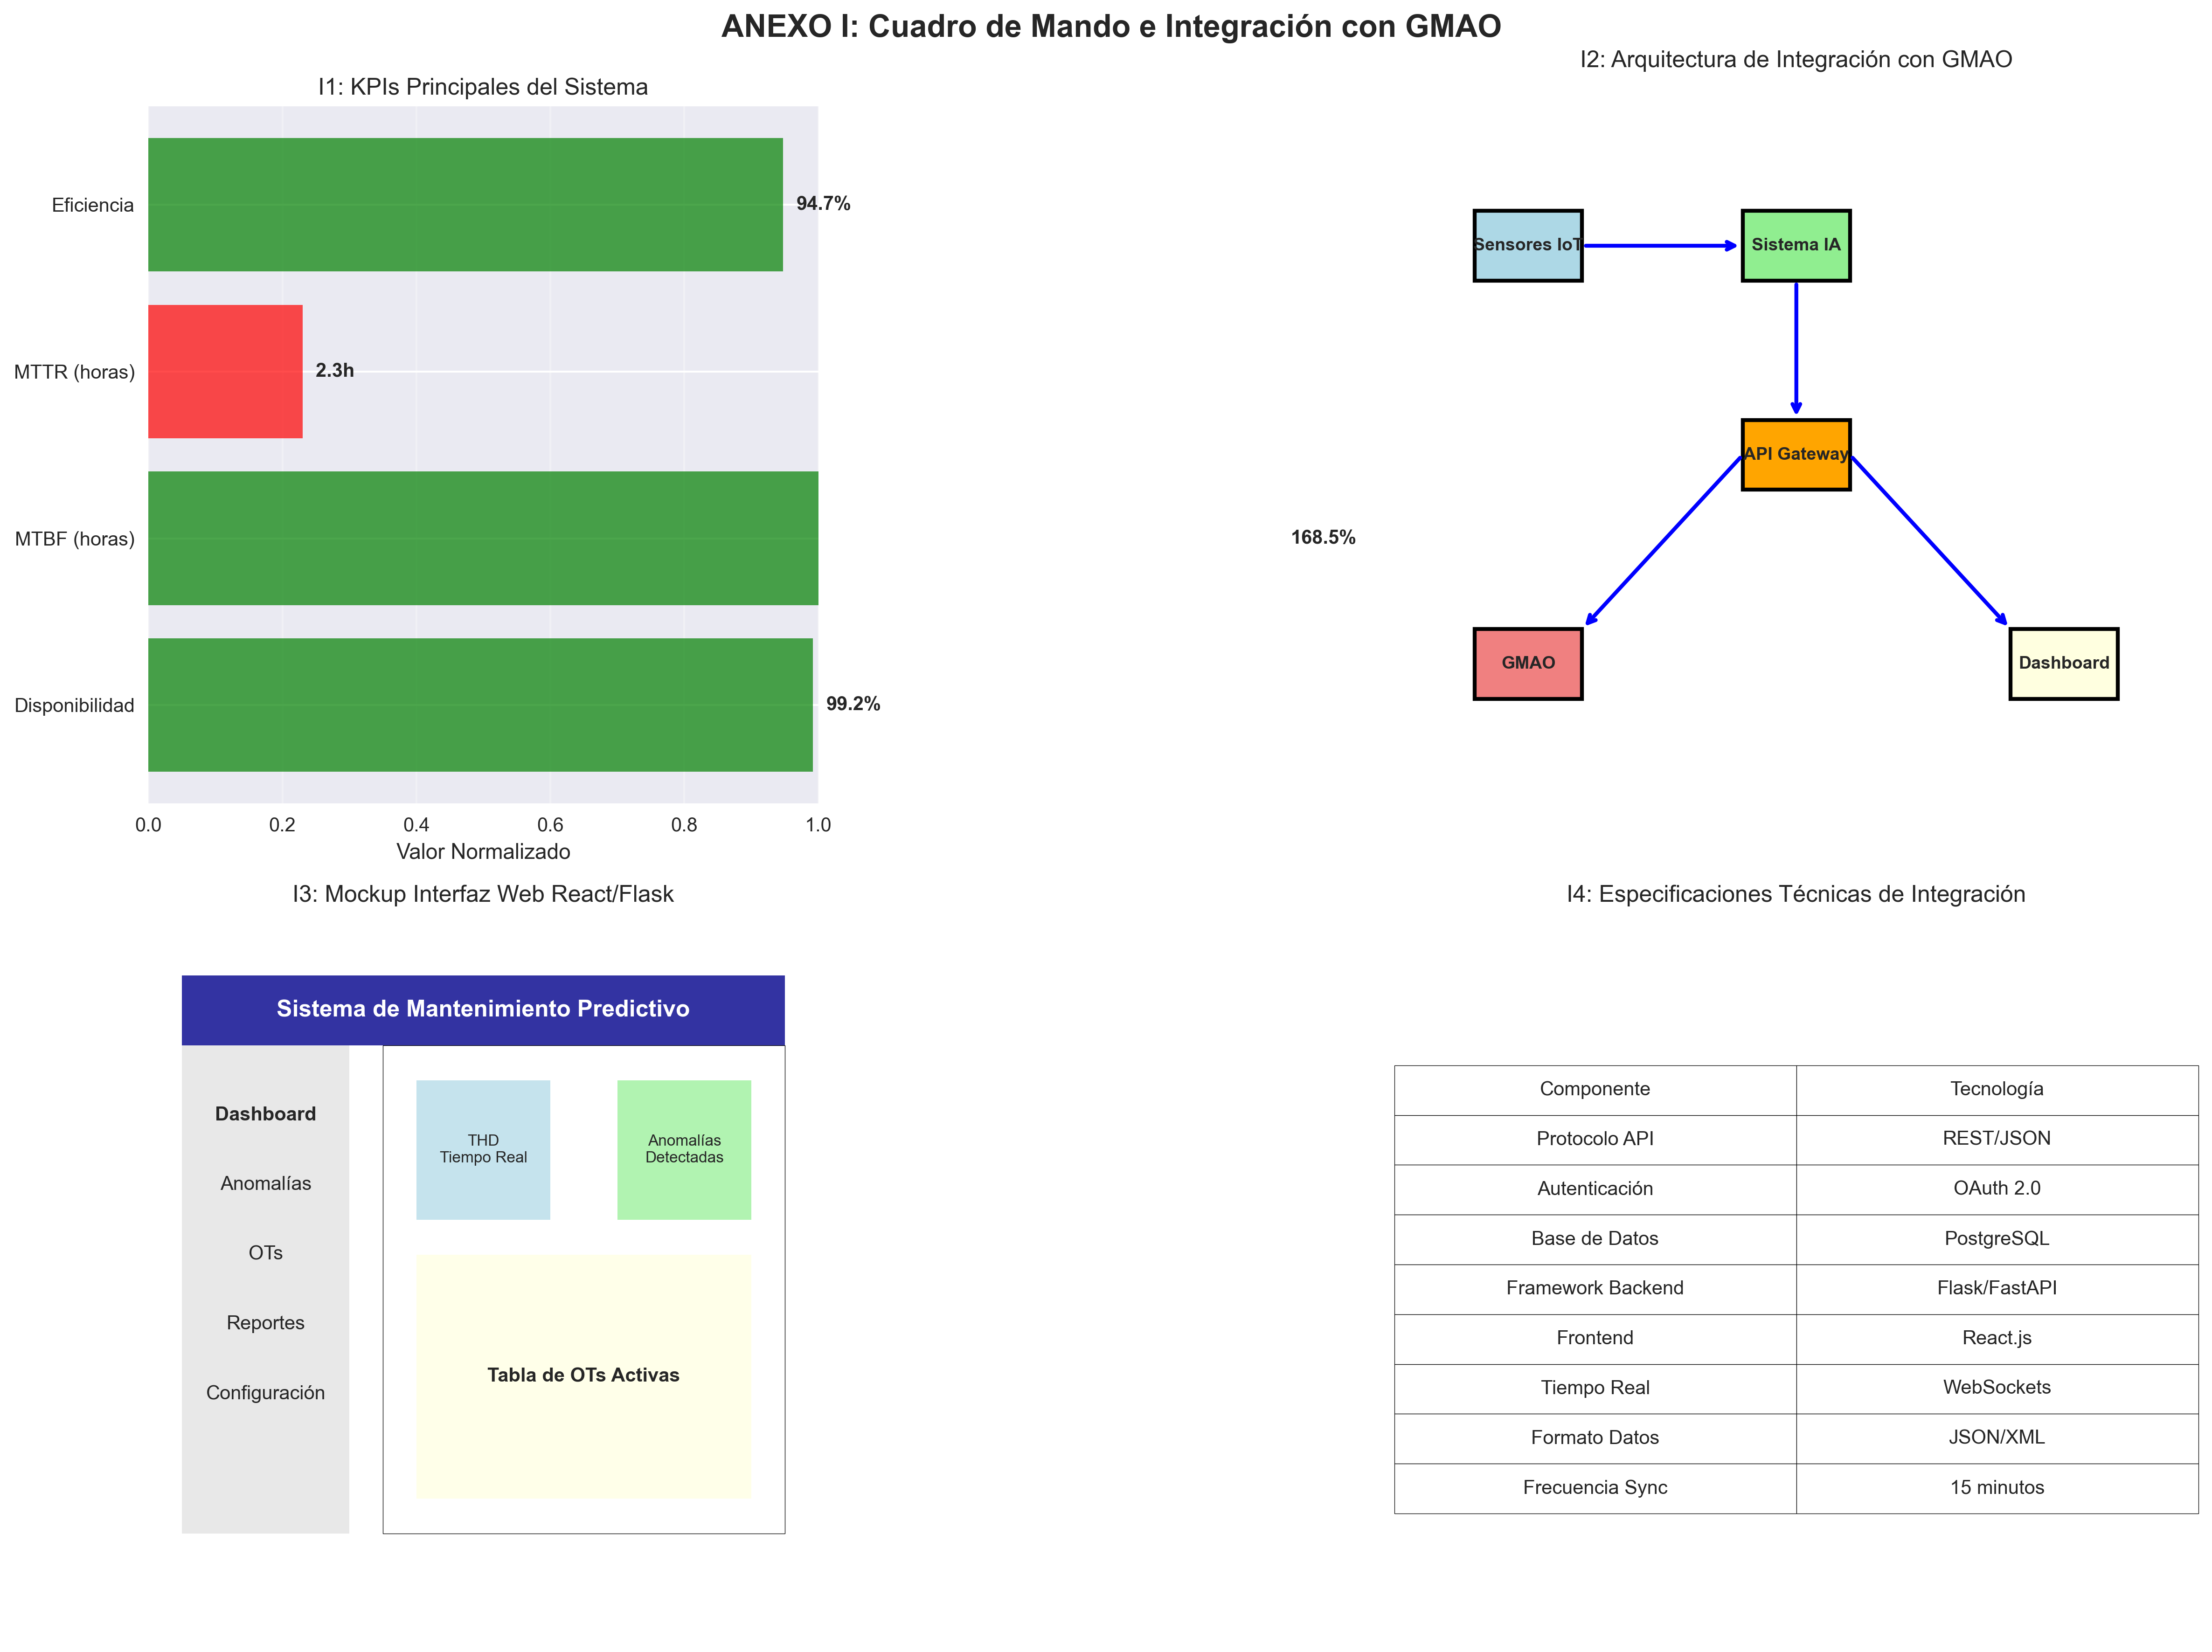 ANEXO I: Cuadro de Mando e Integración con GMAO
I1: KPIs Principales del Sistema
Eficiencia
94.7%
MTTR (horas)
2.3h
MTBF (horas)
168.5%
Disponibilidad
99.2%
0.0 0.2 0.4 0.6 0.8 1.0
Valor Normalizado
I2: Arquitectura de Integración con GMAO
Sensores IoT
Sistema IA
API Gateway
GMAO
Dashboard
I3: Mockup Interfaz Web React/Flask
Sistema de Mantenimiento Predictivo
Dashboard
Anomalías
OTs
Reportes
Configuración
THD
Tiempo Real
Anomalías
Detectadas
Tabla de OTs Activas
I4: Especificaciones Técnicas de Integración
Componente Tecnología
Protocolo API REST/JSON
Autenticación OAuth 2.0
Base de Datos PostgreSQL
Framework Backend Flask/FastAPI
Frontend React.js
Tiempo Real WebSockets
Formato Datos JSON/XML
Frecuencia Sync 15 minutos